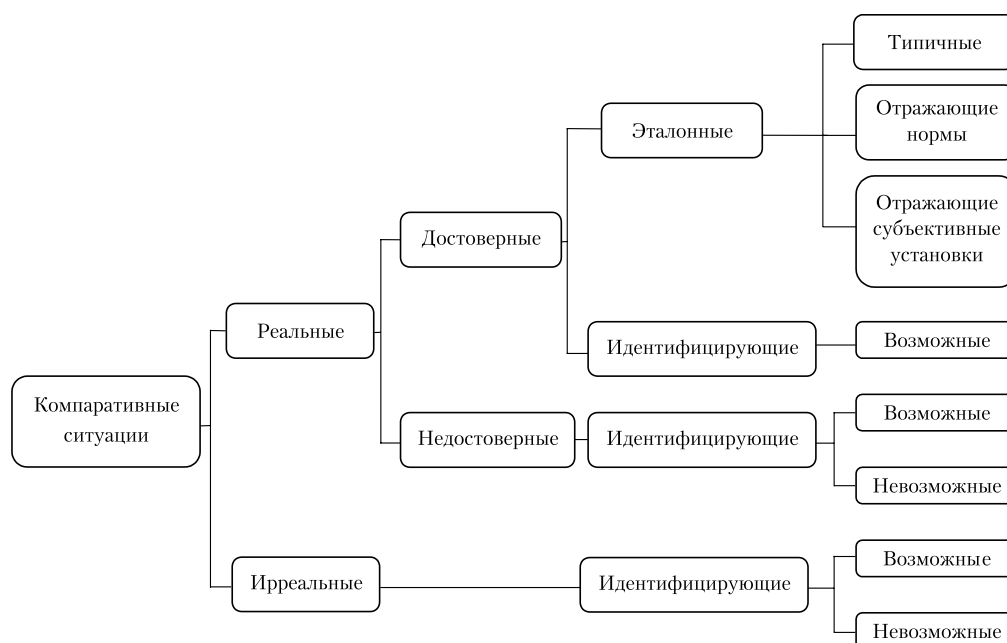 Типичные
Отражающие
нормы
Эталонные
Отражающие
субъективные
установки
Достоверные
Реальные
Идентифицирующие
Возможные
Компаративные
ситуации
Недостоверные
Идентифицирующие
Возможные
Невозможные
Ирреальные
Идентифицирующие
Возможные
Невозможные